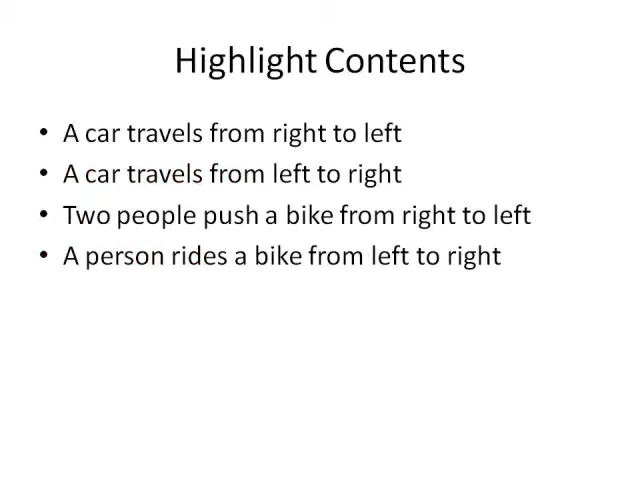 Highlight Contents
• A car travels from right to left
• A car travels from left to right
• Two people push a bike from right to left
• A person rides a bike from left to right